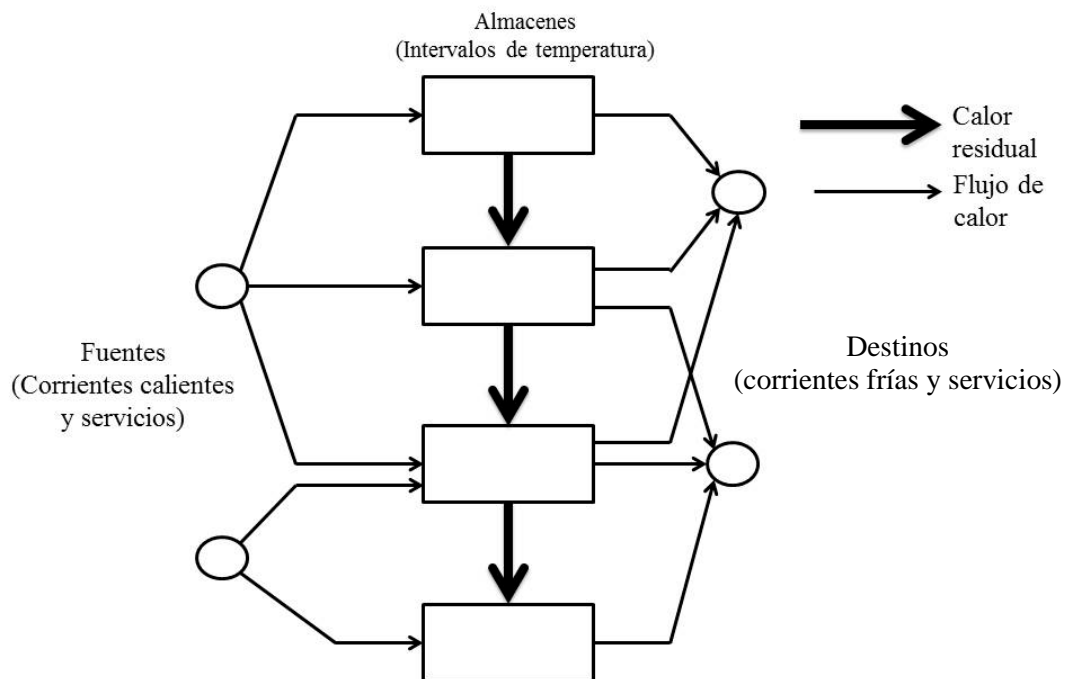 Almacenes
(Intervalos de temperatura)
Calor
residual
Flujo de
calor
Fuentes
(Corrientes calientes
y servicios)
Destinos
(corrientes frías y servicios)